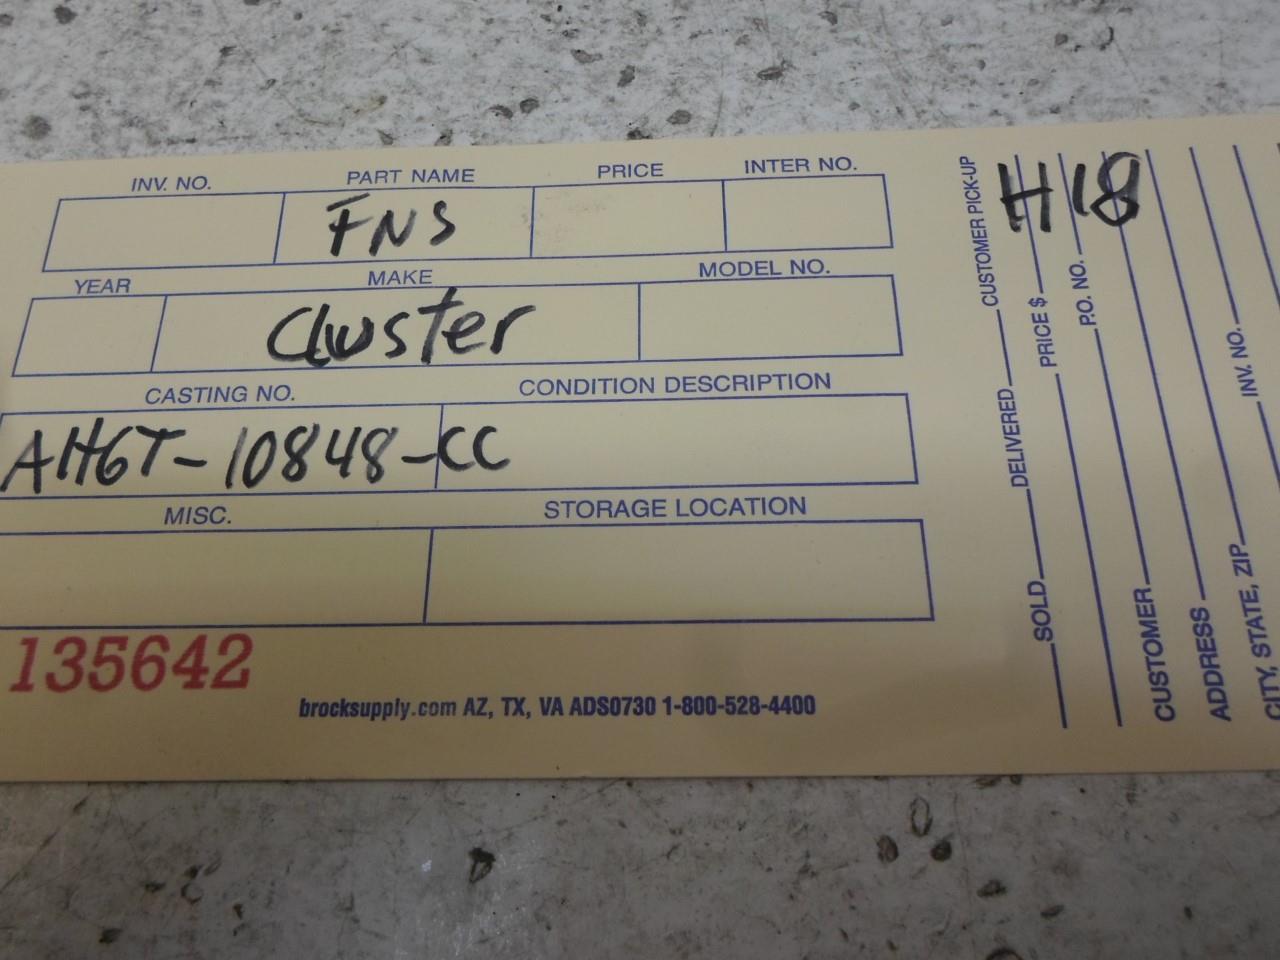 INV. NO. PART NAME PRICE INTER NO.
FNS
YEAR MAKE MODEL NO.
Cluster
CASTING NO. CONDITION DESCRIPTION
AH6T-10848-CC
MISC. STORAGE LOCATION
135642
brocksupply.com AZ, TX, VA ADS0730 1-800-528-4400
H18
SOLD DELIVERED CUSTOMER PICK-UP
PRICE $
P.O. NO.
CUSTOMER
ADDRESS
CITY, STATE, ZIP INV. NO.